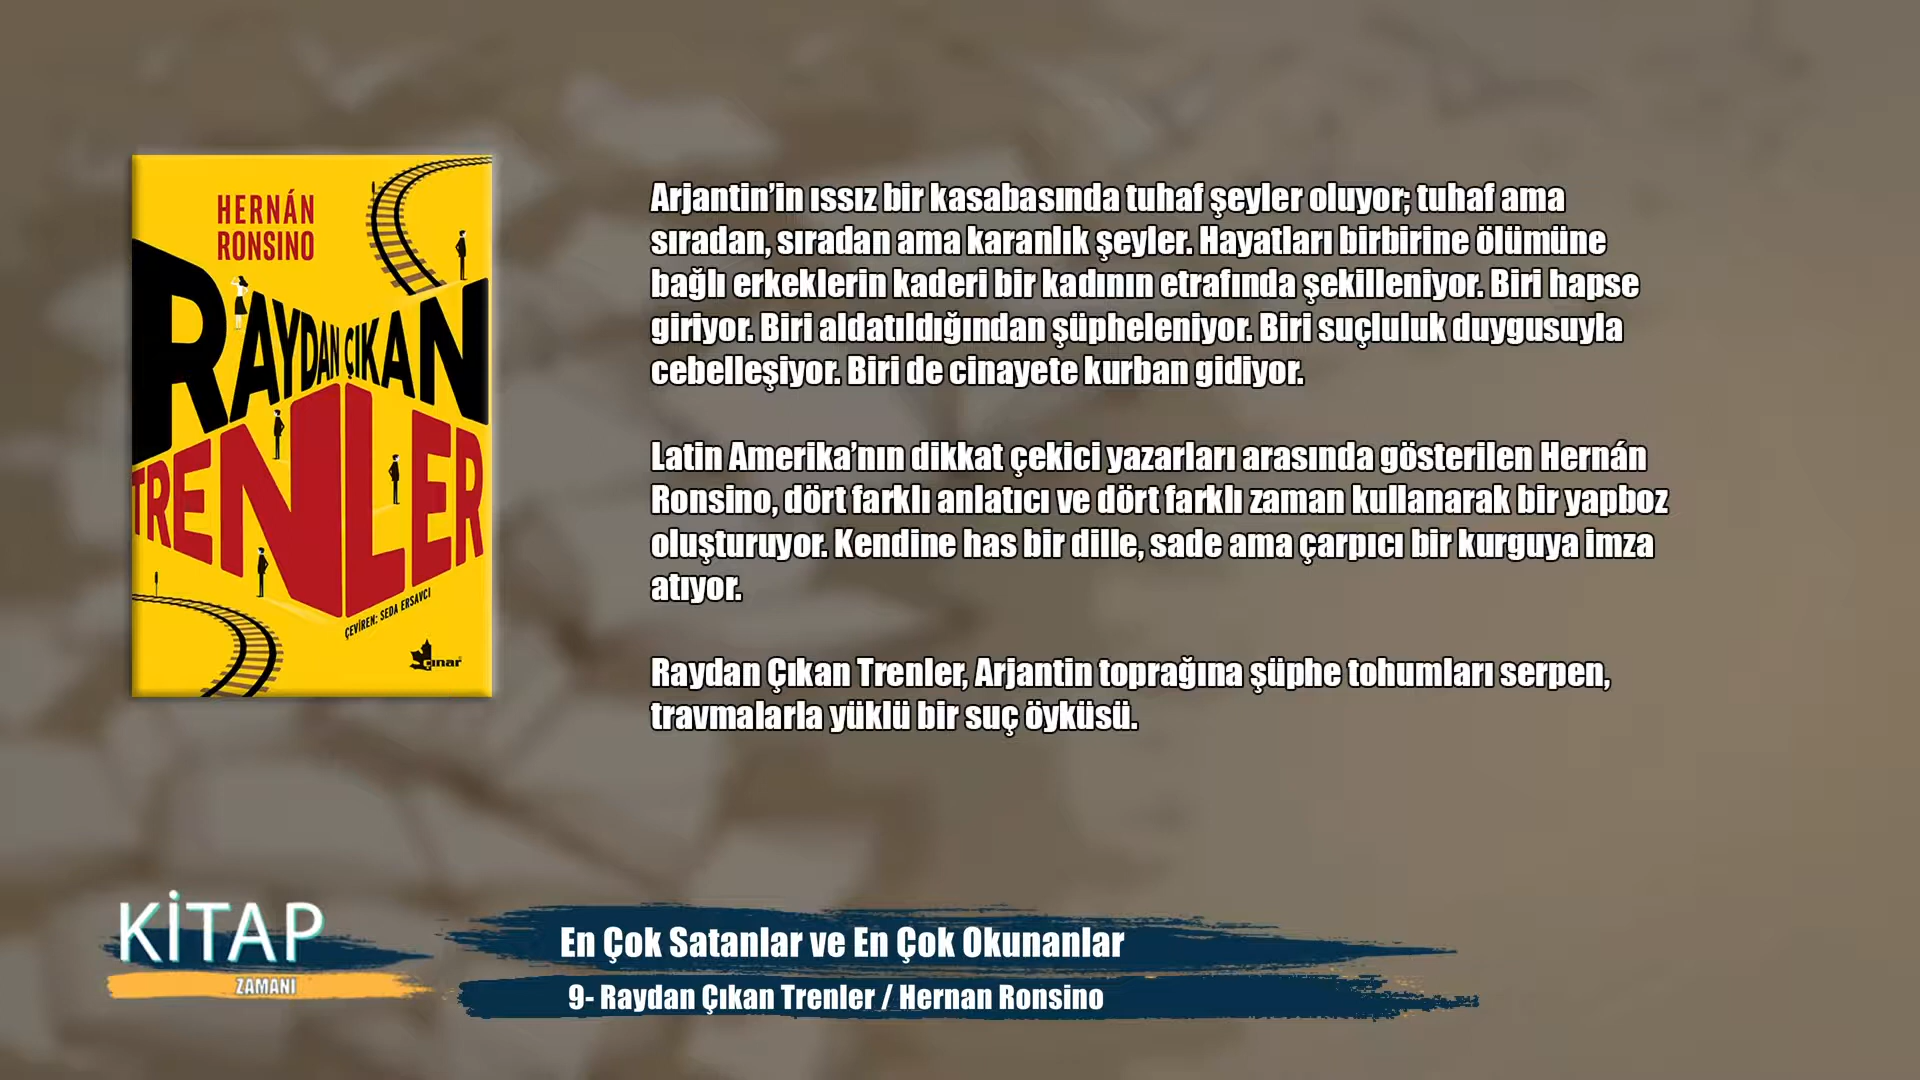 HERNÁN
RONSINO
RAYDAN ÇIKAN
TRENLER
ÇEVİREN: SEDA ERSAVCI
çınar
Arjantin’in ıssız bir kasabasında tuhaf şeyler oluyor; tuhaf ama
sıradan, sıradan ama karanlık şeyler. Hayatları birbirine ölümüne
bağlı erkeklerin kaderi bir kadının etrafında şekilleniyor. Biri hapse
giriyor. Biri aldatıldığından şüpheleniyor. Biri suçluluk duygusuyla
cebelleşiyor. Biri de cinayete kurban gidiyor.
Latin Amerika’nın dikkat çekici yazarları arasında gösterilen Hernán
Ronsino, dört farklı anlatıcı ve dört farklı zaman kullanarak bir yapboz
oluşturuyor. Kendine has bir dille, sade ama çarpıcı bir kurguya imza
atıyor.
Raydan Çıkan Trenler, Arjantin toprağına şüphe tohumları serpen,
travmalarla yüklü bir suç öyküsü.
KİTAP
ZAMANI
En Çok Satanlar ve En Çok Okunanlar
9- Raydan Çıkan Trenler / Hernan Ronsino